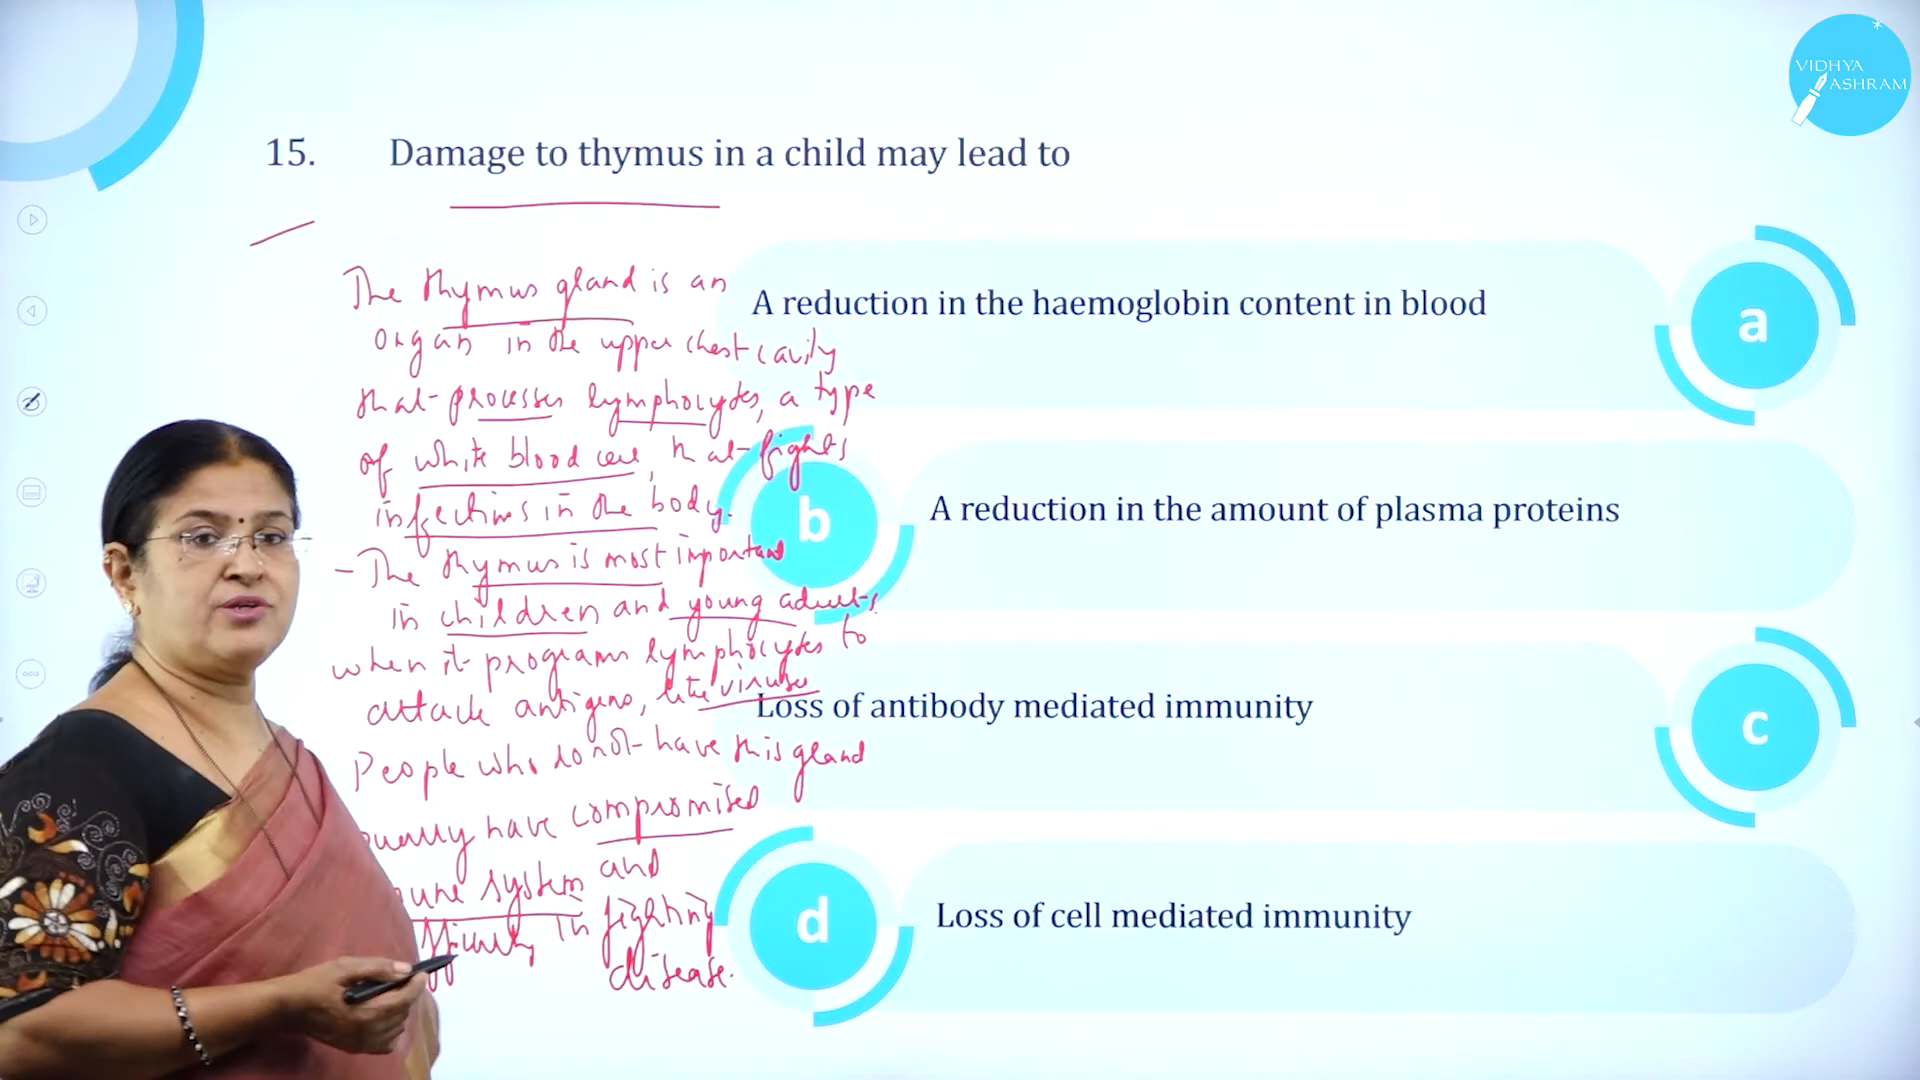 VIDHYA
ASHRAM
15. Damage to thymus in a child may lead to
The thymus gland is an
organ in the upper chest cavity
that processes lymphocytes, a type
of white blood cell, that fights
infections in the body.
- The thymus is most important
in children and young adults,
when it programs lymphocytes to
attack antigens, like viruses
People who do not have this gland
have compromised
system and
in fighting
disease.
A reduction in the haemoglobin content in blood
a
b
A reduction in the amount of plasma proteins
Loss of antibody mediated immunity
c
d
Loss of cell mediated immunity